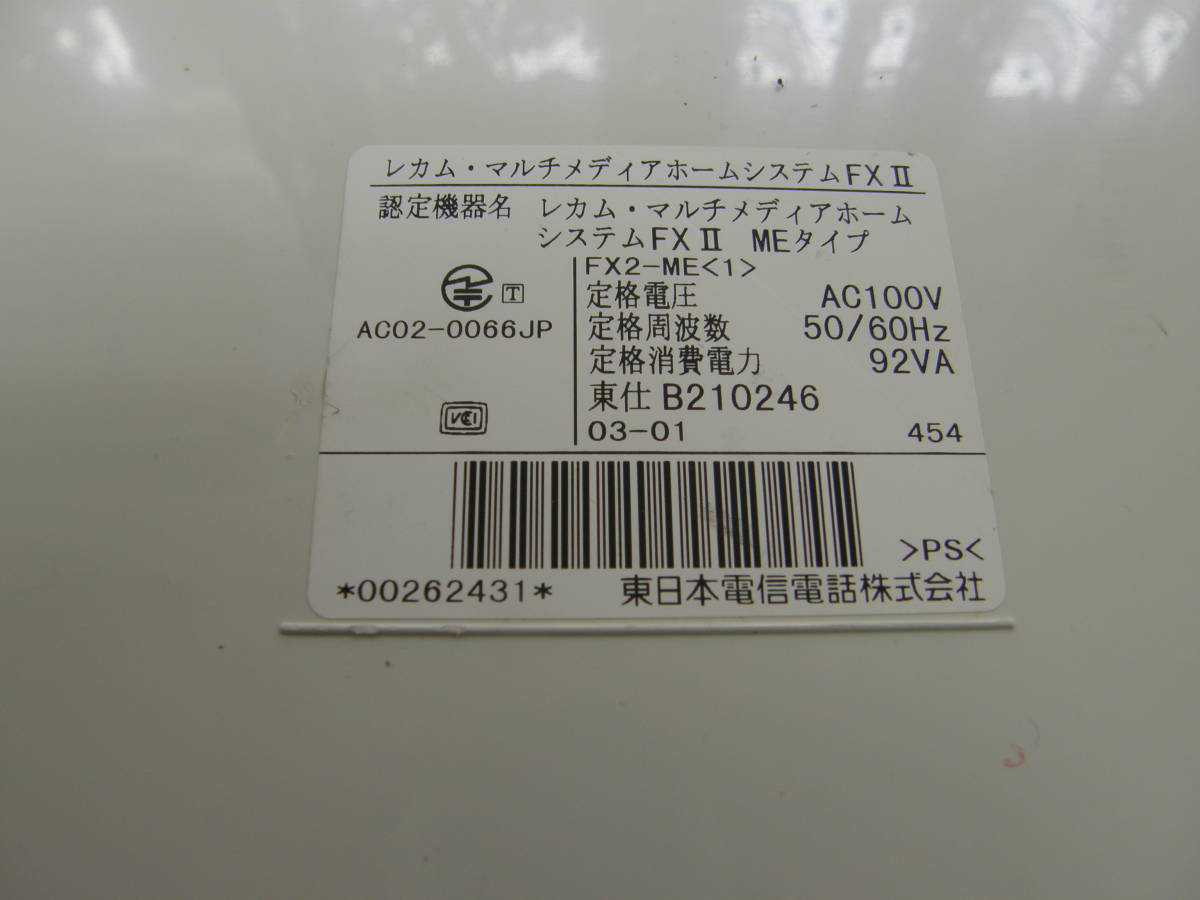 レカム・マルチメディアホームシステムFXⅡ
認定機器名 レカム・マルチメディアホーム
システムFXⅡ MEタイプ
FX2-ME<1>
T
AC02-0066JP
定格電圧 AC100V
定格周波数 50/60Hz
定格消費電力 92VA
東仕 B210246
VCI
03-01 454
>PS<
*00262431* 東日本電信電話株式会社